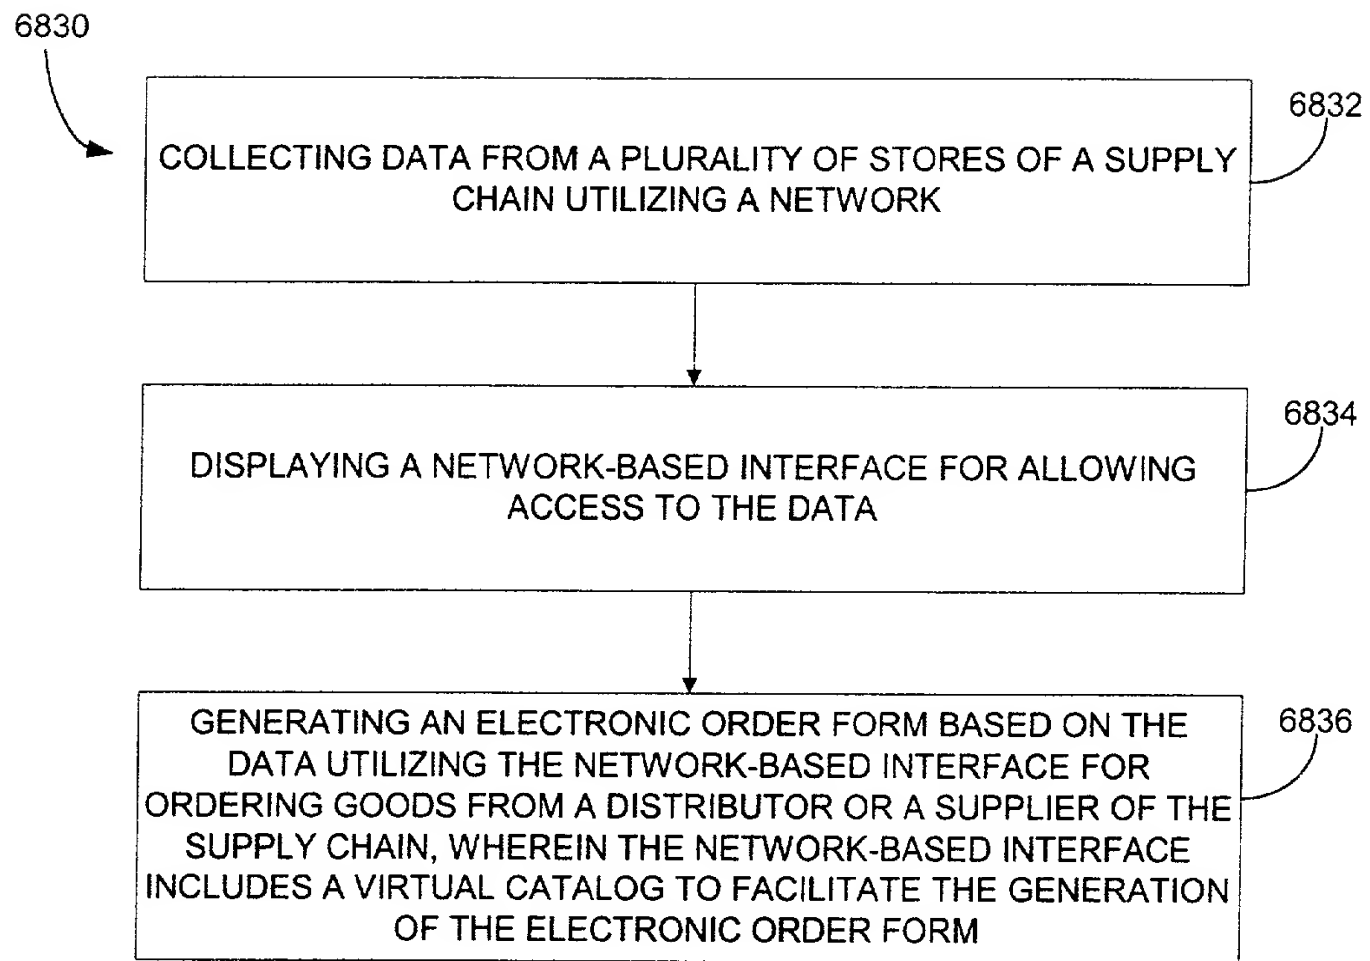 6830
6832
COLLECTING DATA FROM A PLURALITY OF STORES OF A SUPPLY
CHAIN UTILIZING A NETWORK
6834
DISPLAYING A NETWORK-BASED INTERFACE FOR ALLOWING
ACCESS TO THE DATA
6836
GENERATING AN ELECTRONIC ORDER FORM BASED ON THE
DATA UTILIZING THE NETWORK-BASED INTERFACE FOR
ORDERING GOODS FROM A DISTRIBUTOR OR A SUPPLIER OF THE
SUPPLY CHAIN, WHEREIN THE NETWORK-BASED INTERFACE
INCLUDES A VIRTUAL CATALOG TO FACILITATE THE GENERATION
OF THE ELECTRONIC ORDER FORM